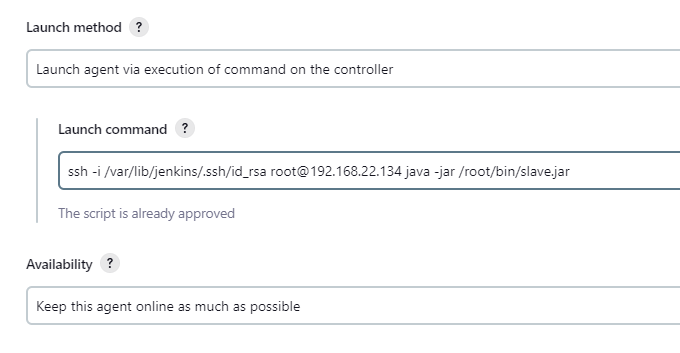 Launch method ?
Launch agent via execution of command on the controller
Launch command ?
ssh -i /var/lib/jenkins/.ssh/id_rsa root@192.168.22.134 java -jar /root/bin/slave.jar
The script is already approved
Availability ?
Keep this agent online as much as possible